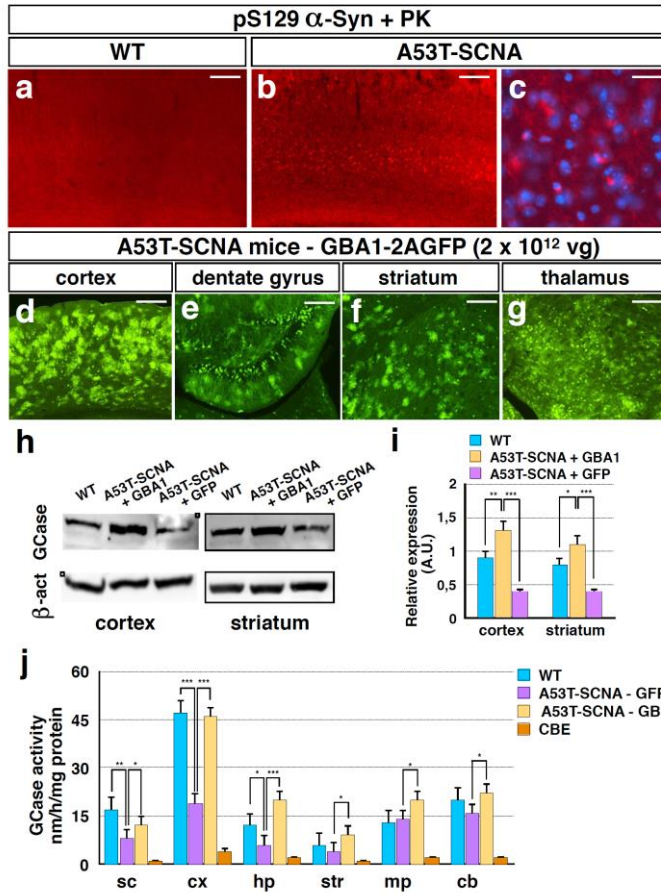 pS129 α-Syn + PK
WT
A53T-SCNA
a
b
c
A53T-SCNA mice - GBA1-2AGFP (2 x 10¹² vg)
cortex
dentate gyrus
striatum
thalamus
d
e
f
g
h
WT
A53T-SCNA + GBA1
A53T-SCNA + GFP
WT
A53T-SCNA + GBA1
A53T-SCNA + GFP
GCase
β-act
cortex
striatum
i
WT
A53T-SCNA + GBA1
A53T-SCNA + GFP
Relative expression (A.U.)
2
1,5
1
0,5
0
** ***
* ***
cortex
striatum
j
GCase activity
nm/h/mg protein
60
45
30
15
0
WT
A53T-SCNA - GF
A53T-SCNA - GB
CBE
** *
*** ***
* ***
*
*
*
sc
cx
hp
str
mp
cb